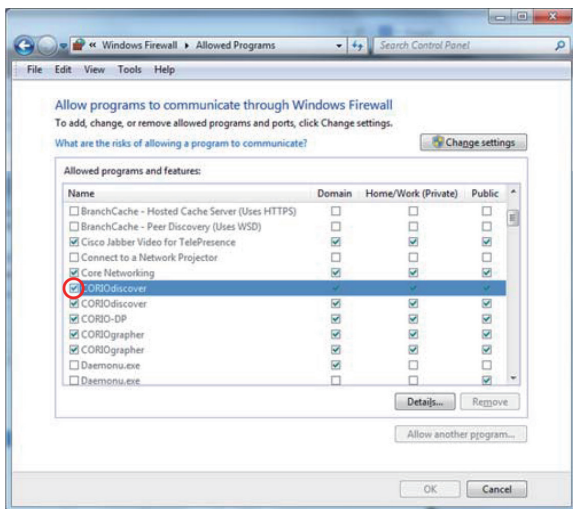 « Windows Firewall ▸ Allowed Programs Search Control Panel
File Edit View Tools Help
Allow programs to communicate through Windows Firewall
To add, change, or remove allowed programs and ports, click Change settings.
What are the risks of allowing a program to communicate? Change settings
Allowed programs and features:
Name Domain Home/Work (Private) Public
BranchCache - Hosted Cache Server (Uses HTTPS)
BranchCache - Peer Discovery (Uses WSD)
Cisco Jabber Video for TelePresence
Connect to a Network Projector
Core Networking
CORIOdiscover
CORIOdiscover
CORIO-DP
CORIOgrapher
CORIOgrapher
Daemonu.exe
Daemonu.exe
Details... Remove
Allow another program...
OK Cancel